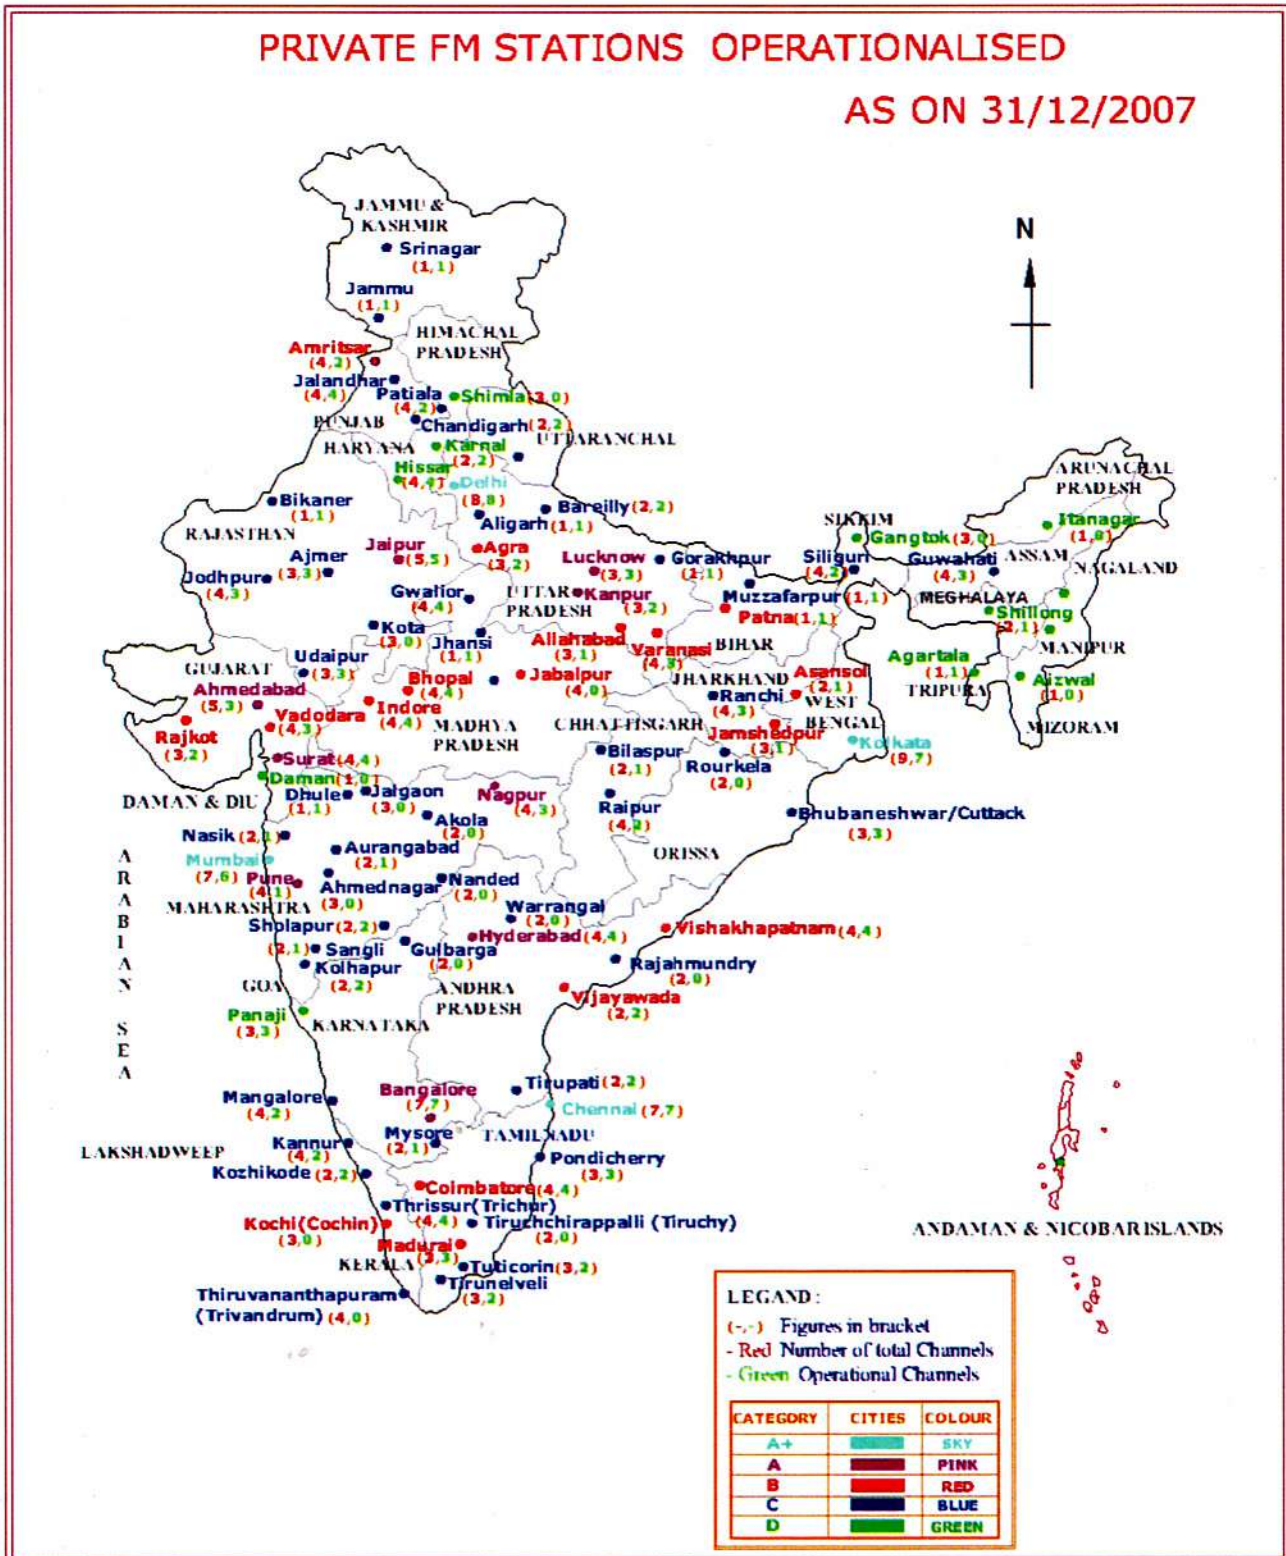 PRIVATE FM STATIONS OPERATIONALISED
AS ON 31/12/2007
JAMMU &
KASHMIR
Srinagar
(1,1)
Jammu
(1,1)
N
HIMACHAL
PRADESH
Amritsar
(4,2)
Jalandhar
(4,4)
Patiala
(4,2)
Shimla(3,0)
PUNJAB
Chandigarh(2,2)
UTTARANCHAL
HARYANA
Karnal
(2,2)
Hissar
(4,4)
Delhi
(8,8)
ARUNACHAL
PRADESH
Bikaner
(1,1)
Bareilly(2,2)
Aligarh(1,1)
RAJASTHAN
SIKKIM
Gangtok(3,0)
Itanagar
(1,0)
ASSAM
NAGALAND
Ajmer
(3,3)
Jaipur
(5,5)
Agra
(3,2)
Lucknow
(3,3)
Gorakhpur
(1,1)
Siliguri
(4,2)
Guwahati
(4,3)
Jodhpur
(4,3)
Gwalior
(4,4)
UTTAR
PRADESH
Kanpur
(3,2)
Muzzafarpur(1,1)
MEGHALAYA
Patna(1,1)
Shillong
(2,1)
Kota
(3,0)
Jhansi
(1,1)
Allahabad
(3,1)
Varanasi
(4,3)
BIHAR
MANIPUR
Udaipur
(3,3)
GUJARAT
Bhopal
(4,4)
Jabalpur
(4,0)
JHARKHAND
Ranchi
(4,3)
Asansol
(2,1)
WEST
BENGAL
Agartala
(1,1)
TRIPURA
Aizwal
(1,0)
MIZORAM
Ahmedabad
(5,3)
Indore
(4,4)
Vadodara
(4,3)
Rajkot
(3,2)
MADHYA
PRADESH
CHHATTISGARH
Jamshedpur
(3,1)
Kolkata
(9,7)
Surat(4,4)
Bilaspur
(2,1)
Rourkela
(2,0)
Daman(1,0)
DAMAN & DIU
Dhule
(1,1)
Jalgaon
(3,0)
Nagpur
(4,3)
Raipur
(4,2)
Akola
(2,0)
Bhubaneshwar/Cuttack
(3,3)
Nasik(2,1)
Aurangabad
(2,1)
ORISSA
Mumbai
(7,6)
Pune
(4,1)
Ahmednagar
(3,0)
Nanded
(2,0)
MAHARASHTRA
Warrangal
(2,0)
Sholapur(2,2)
Hyderabad(4,4)
Vishakhapatnam(4,4)
(2,1)Sangli
Gulbarga
(2,0)
Rajahmundry
(2,0)
Kolhapur
(2,2)
GOA
ANDHRA
PRADESH
Vijayawada
(2,2)
Panaji
(3,3)
KARNATAKA
ARABIAN SEA
Bangalore
(7,7)
Tirupati(2,2)
Mangalore
(4,2)
Chennai(7,7)
Mysore
(2,1)
TAMILNADU
LAKSHADWEEP
Kannur
(4,2)
Pondicherry
(3,3)
Kozhikode(2,2)
Coimbatore(4,4)
Thrissur(Trichur)
(4,4)
Kochi(Cochin)
(3,0)
Tiruchchirappalli (Tiruchy)
(2,0)
ANDAMAN & NICOBAR ISLANDS
Madurai
KERALA
Tuticorin(3,2)
Tirunelveli
(3,2)
Thiruvananthapuram
(Trivandrum)(4,0)
LEGAND :
(-,-) Figures in bracket
- Red Number of total Channels
- Green Operational Channels
CATEGORY CITIES COLOUR
A+ SKY
A PINK
B RED
C BLUE
D GREEN